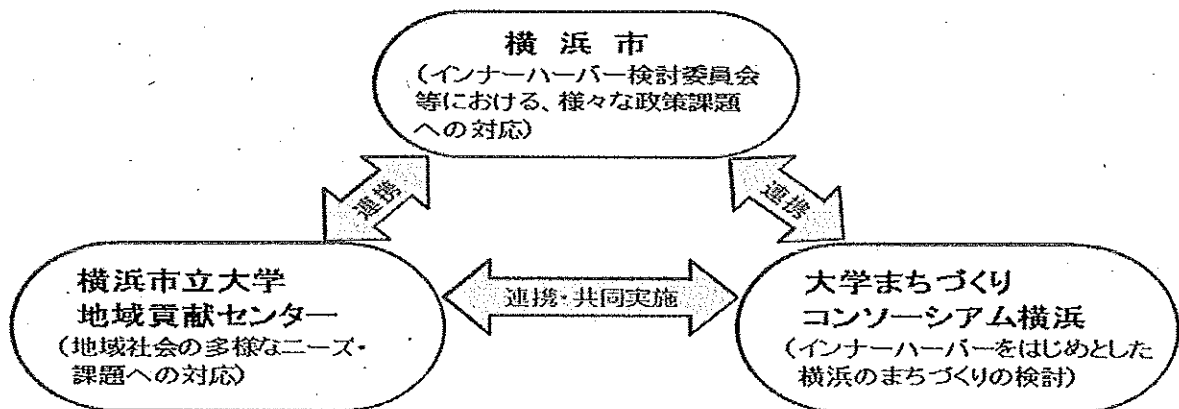 横浜市
(インナーハーバー検討委員会
等における、様々な政策課題
への対応)
連携
連携
横浜市立大学
地域貢献センター
(地域社会の多様なニーズ・
課題への対応)
連携・共同実施
大学まちづくり
コンソーシアム横浜
(インナーハーバーをはじめとした
横浜のまちづくりの検討)